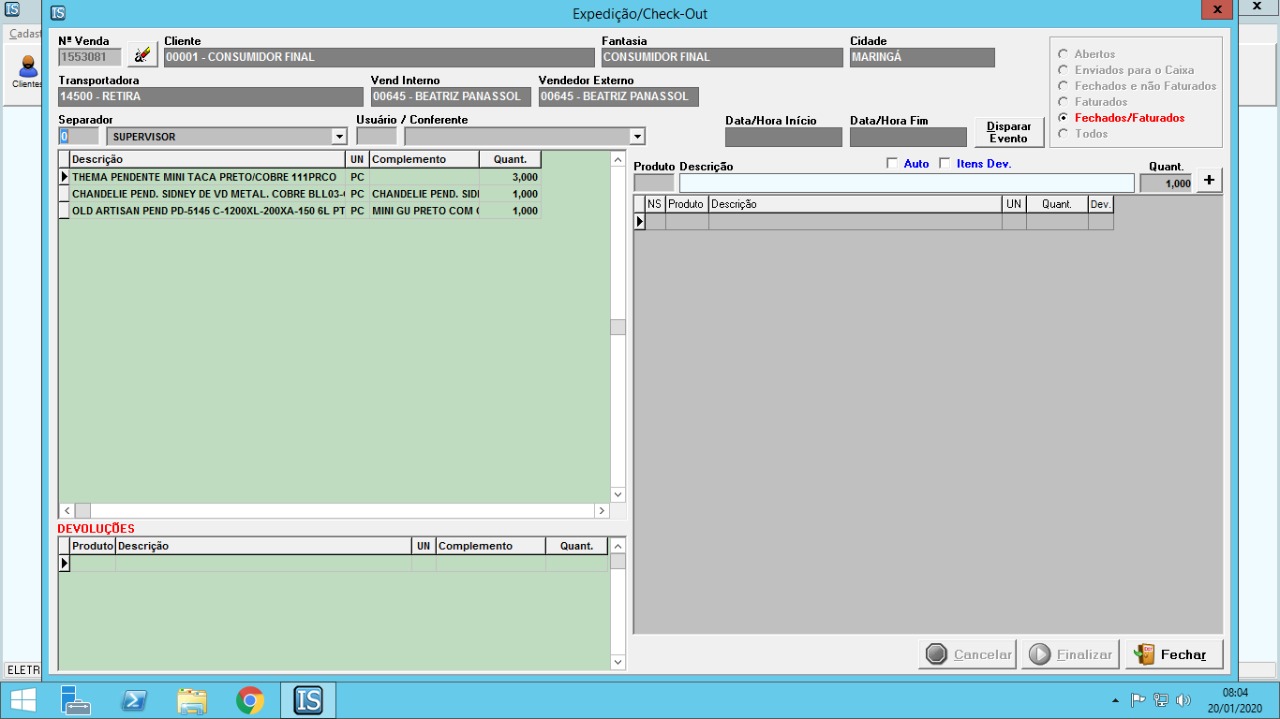 Expedição/Check-Out
Cadast
Clientes
Nª Venda
Cliente
Fantasia
Cidade
1553081
00001 - CONSUMIDOR FINAL
CONSUMIDOR FINAL
MARINGÁ
Transportadora
Vend Interno
Vendedor Externo
14500 - RETIRA
00645 - BEATRIZ PANASSOL
00645 - BEATRIZ PANASSOL
Separador
Usuário / Conferente
Data/Hora Início
Data/Hora Fim
Disparar
Evento
0
SUPERVISOR
Abertos
Enviados para o Caixa
Fechados e não Faturados
Faturados
Fechados/Faturados
Todos
Descrição UN Complemento Quant.
THEMA PENDENTE MINI TACA PRETO/COBRE 111PRCO PC 3,000
CHANDELIE PEND. SIDNEY DE VD METAL. COBRE BLL03-( PC CHANDELIE PEND. SIDI 1,000
OLD ARTISAN PEND PD-5145 C-1200XL-200XA-150 6L PT PC MINI GU PRETO COM ( 1,000
Produto Descrição
Auto
Itens Dev.
Quant.
1,000
+
NS Produto Descrição UN Quant. Dev.
DEVOLUÇÕES
Produto Descrição UN Complemento Quant.
Cancelar
Finalizar
Fechar
ELETR
IS
08:04
20/01/2020